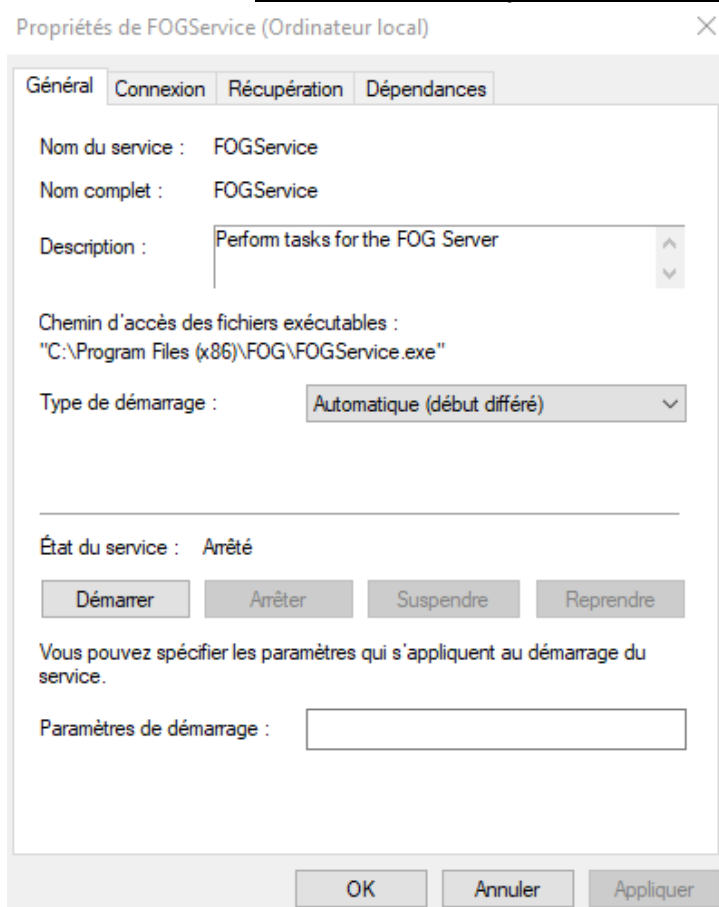 Propriétés de FOGService (Ordinateur local)
Général Connexion Récupération Dépendances
Nom du service : FOGService
Nom complet : FOGService
Description : Perform tasks for the FOG Server
Chemin d'accès des fichiers exécutables :
"C:\Program Files (x86)\FOG\FOGService.exe"
Type de démarrage : Automatique (début différé)
État du service : Arrêté
Démarrer Arrêter Suspendre Reprendre
Vous pouvez spécifier les paramètres qui s'appliquent au démarrage du
service.
Paramètres de démarrage :
OK Annuler Appliquer